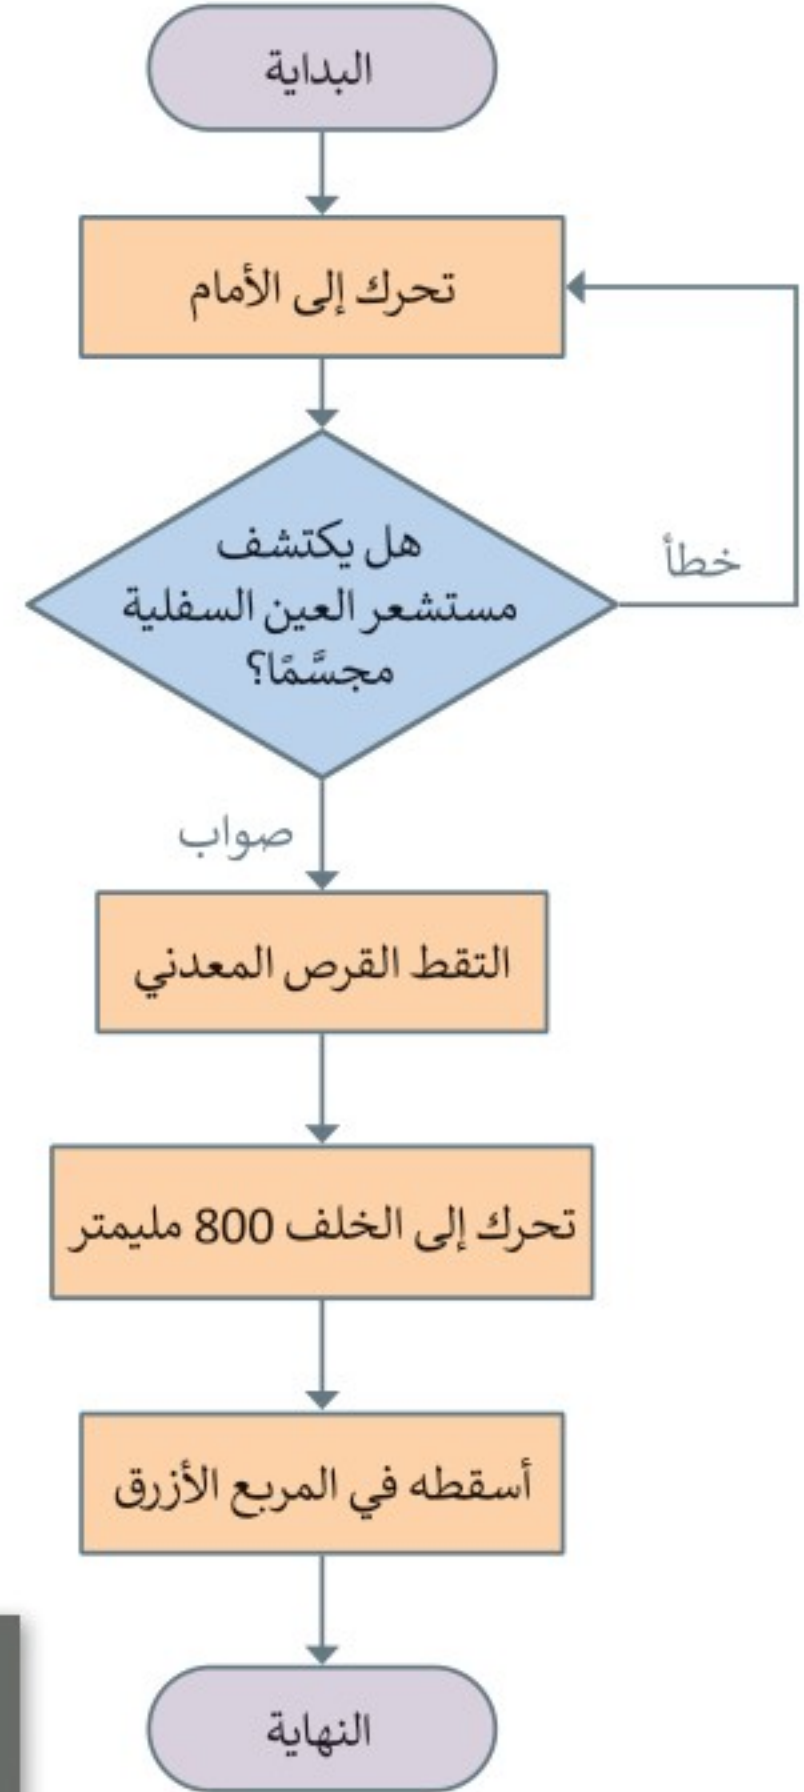 البداية
تحرك إلى الأمام
هل يكتشف
مستشعر العين السفلية
مجسَّمًا؟
خطأ
صواب
التقط القرص المعدني
تحرك إلى الخلف 800 مليمتر
أسقطه في المربع الأزرق
النهاية